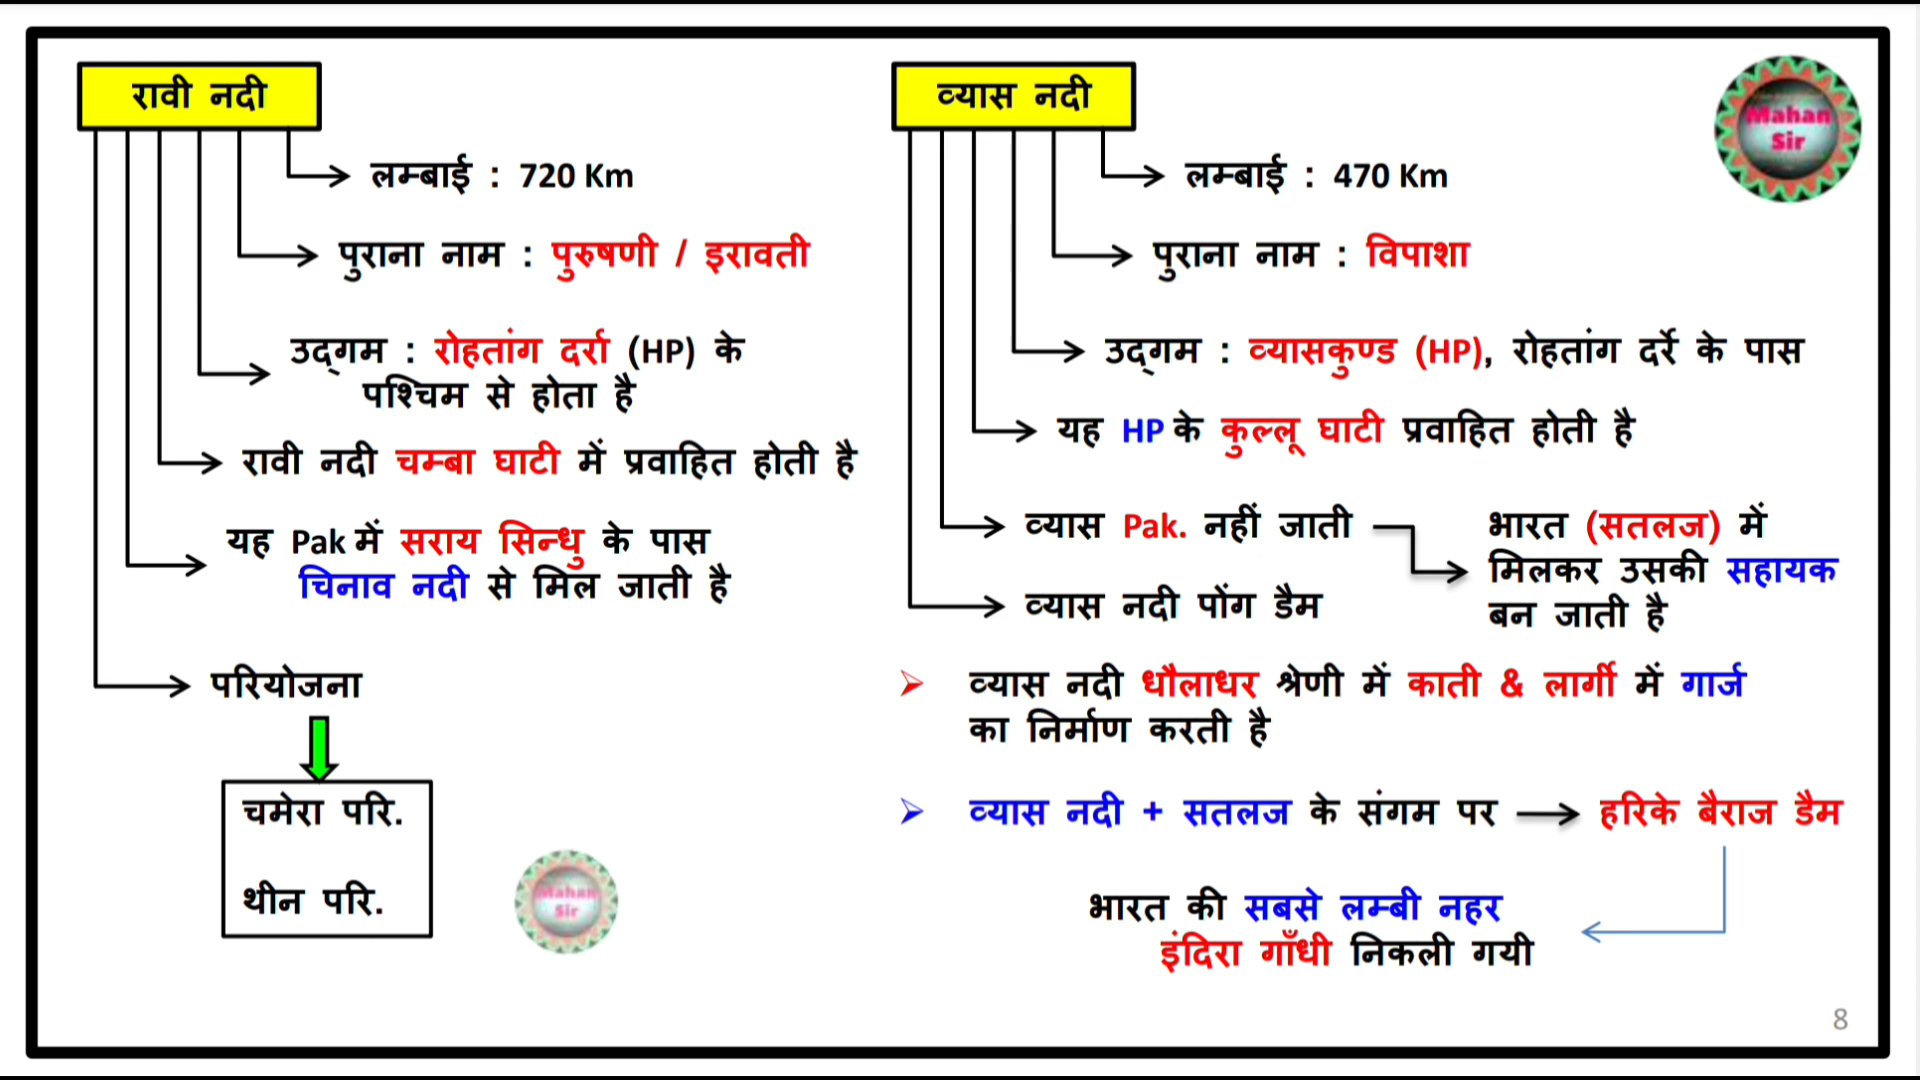 रावी नदी
लम्बाई : 720 Km
पुराना नाम : पुरुषणी / इरावती
उद्गम : रोहतांग दर्रा (HP) के
पश्चिम से होता है
रावी नदी चम्बा घाटी में प्रवाहित होती है
यह Pak में सराय सिन्धु के पास
चिनाव नदी से मिल जाती है
परियोजना
चमेरा परि.
थीन परि.
Mahan
Sir
व्यास नदी
Mahan
Sir
लम्बाई : 470 Km
पुराना नाम : विपाशा
उद्गम : व्यासकुण्ड (HP), रोहतांग दर्रे के पास
यह HP के कुल्लू घाटी प्रवाहित होती है
व्यास Pak. नहीं जाती
भारत (सतलज) में
मिलकर उसकी सहायक
बन जाती है
व्यास नदी पोंग डैम
व्यास नदी धौलाधर श्रेणी में काती & लार्गी में गार्ज
का निर्माण करती है
व्यास नदी + सतलज के संगम पर → हरिके बैराज डैम
भारत की सबसे लम्बी नहर
इंदिरा गाँधी निकली गयी
8